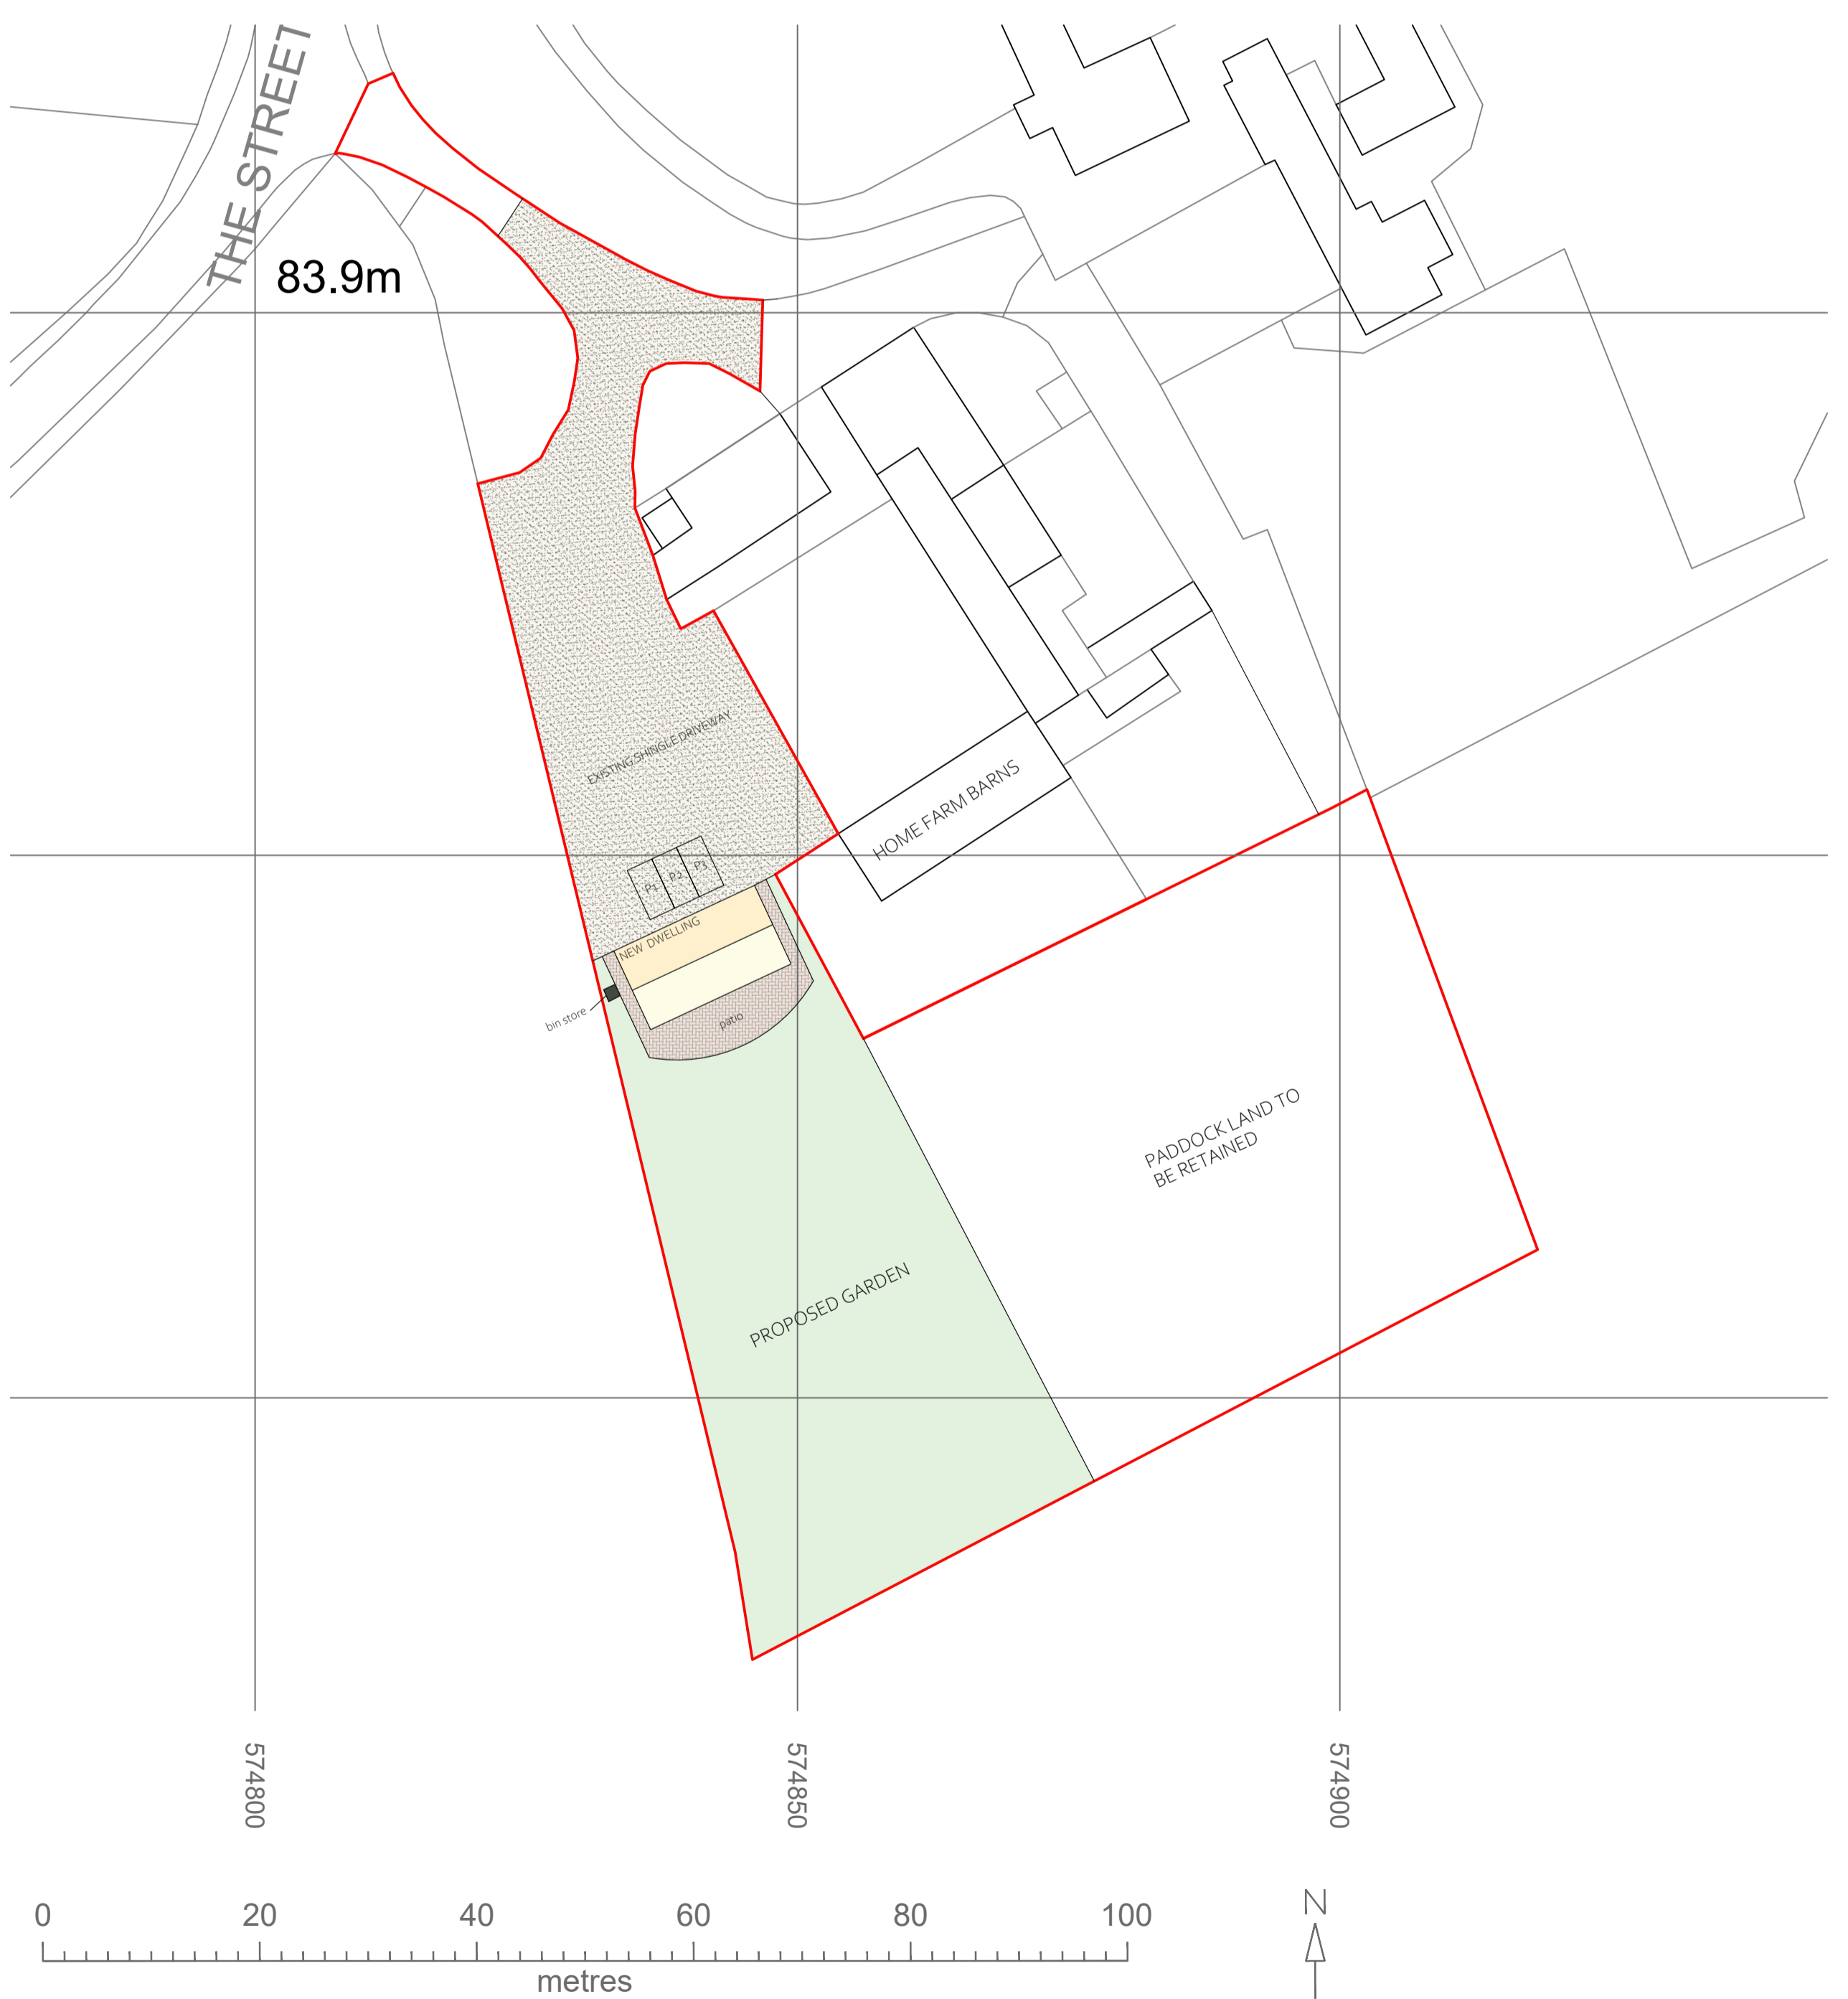 THE STREET
83.9m
EXISTING SHINGLE DRIVEWAY
HOME FARM BARNS
P1
P2
P3
NEW DWELLING
bin store
patio
PADDOCK LAND TO
BE RETAINED
PROPOSED GARDEN
574800
574850
574900
0 20 40 60 80 100
metres
N